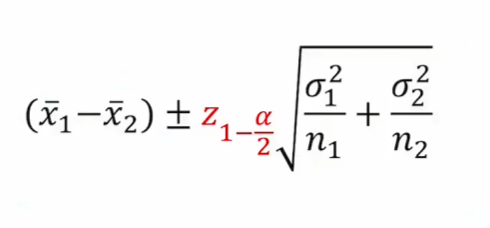 (x̄₁−x̄₂) ± z_{1−α/2} √(σ₁²/n₁ + σ₂²/n₂)